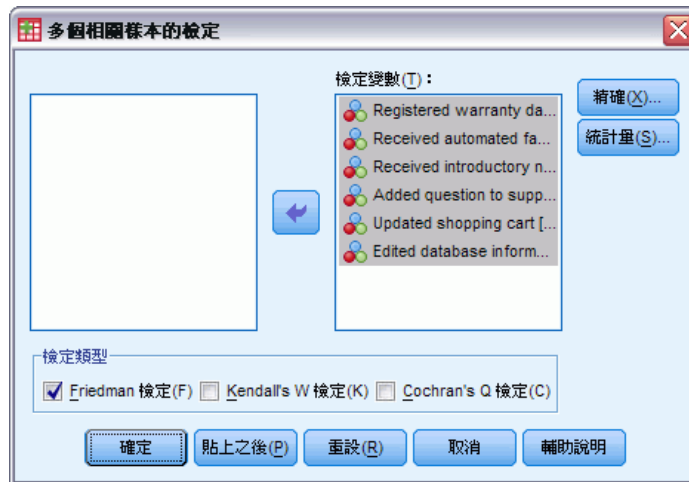 多個相關樣本的檢定
檢定變數(T)：
Registered warranty da...
Received automated fa...
Received introductory n...
Added question to supp...
Updated shopping cart [...
Edited database inform...
精確(X)...
統計量(S)...
檢定類型
Friedman 檢定(F) Kendall's W 檢定(K) Cochran's Q 檢定(C)
確定 貼上之後(P) 重設(R) 取消 輔助說明